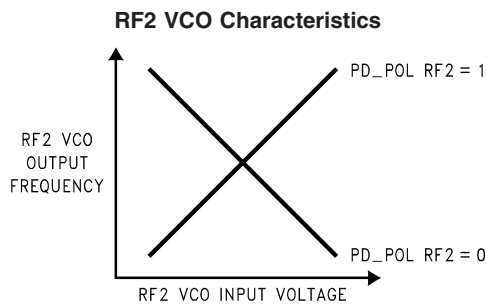 RF2 VCO Characteristics
PD_POL RF2 = 1
RF2 VCO
OUTPUT
FREQUENCY
PD_POL RF2 = 0
RF2 VCO INPUT VOLTAGE